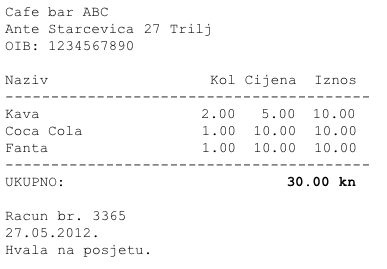 Cafe bar ABC
Ante Starcevica 27 Trilj
OIB: 1234567890
Naziv Kol Cijena Iznos
Kava 2.00 5.00 10.00
Coca Cola 1.00 10.00 10.00
Fanta 1.00 10.00 10.00
UKUPNO: 30.00 kn
Racun br. 3365
27.05.2012.
Hvala na posjetu.